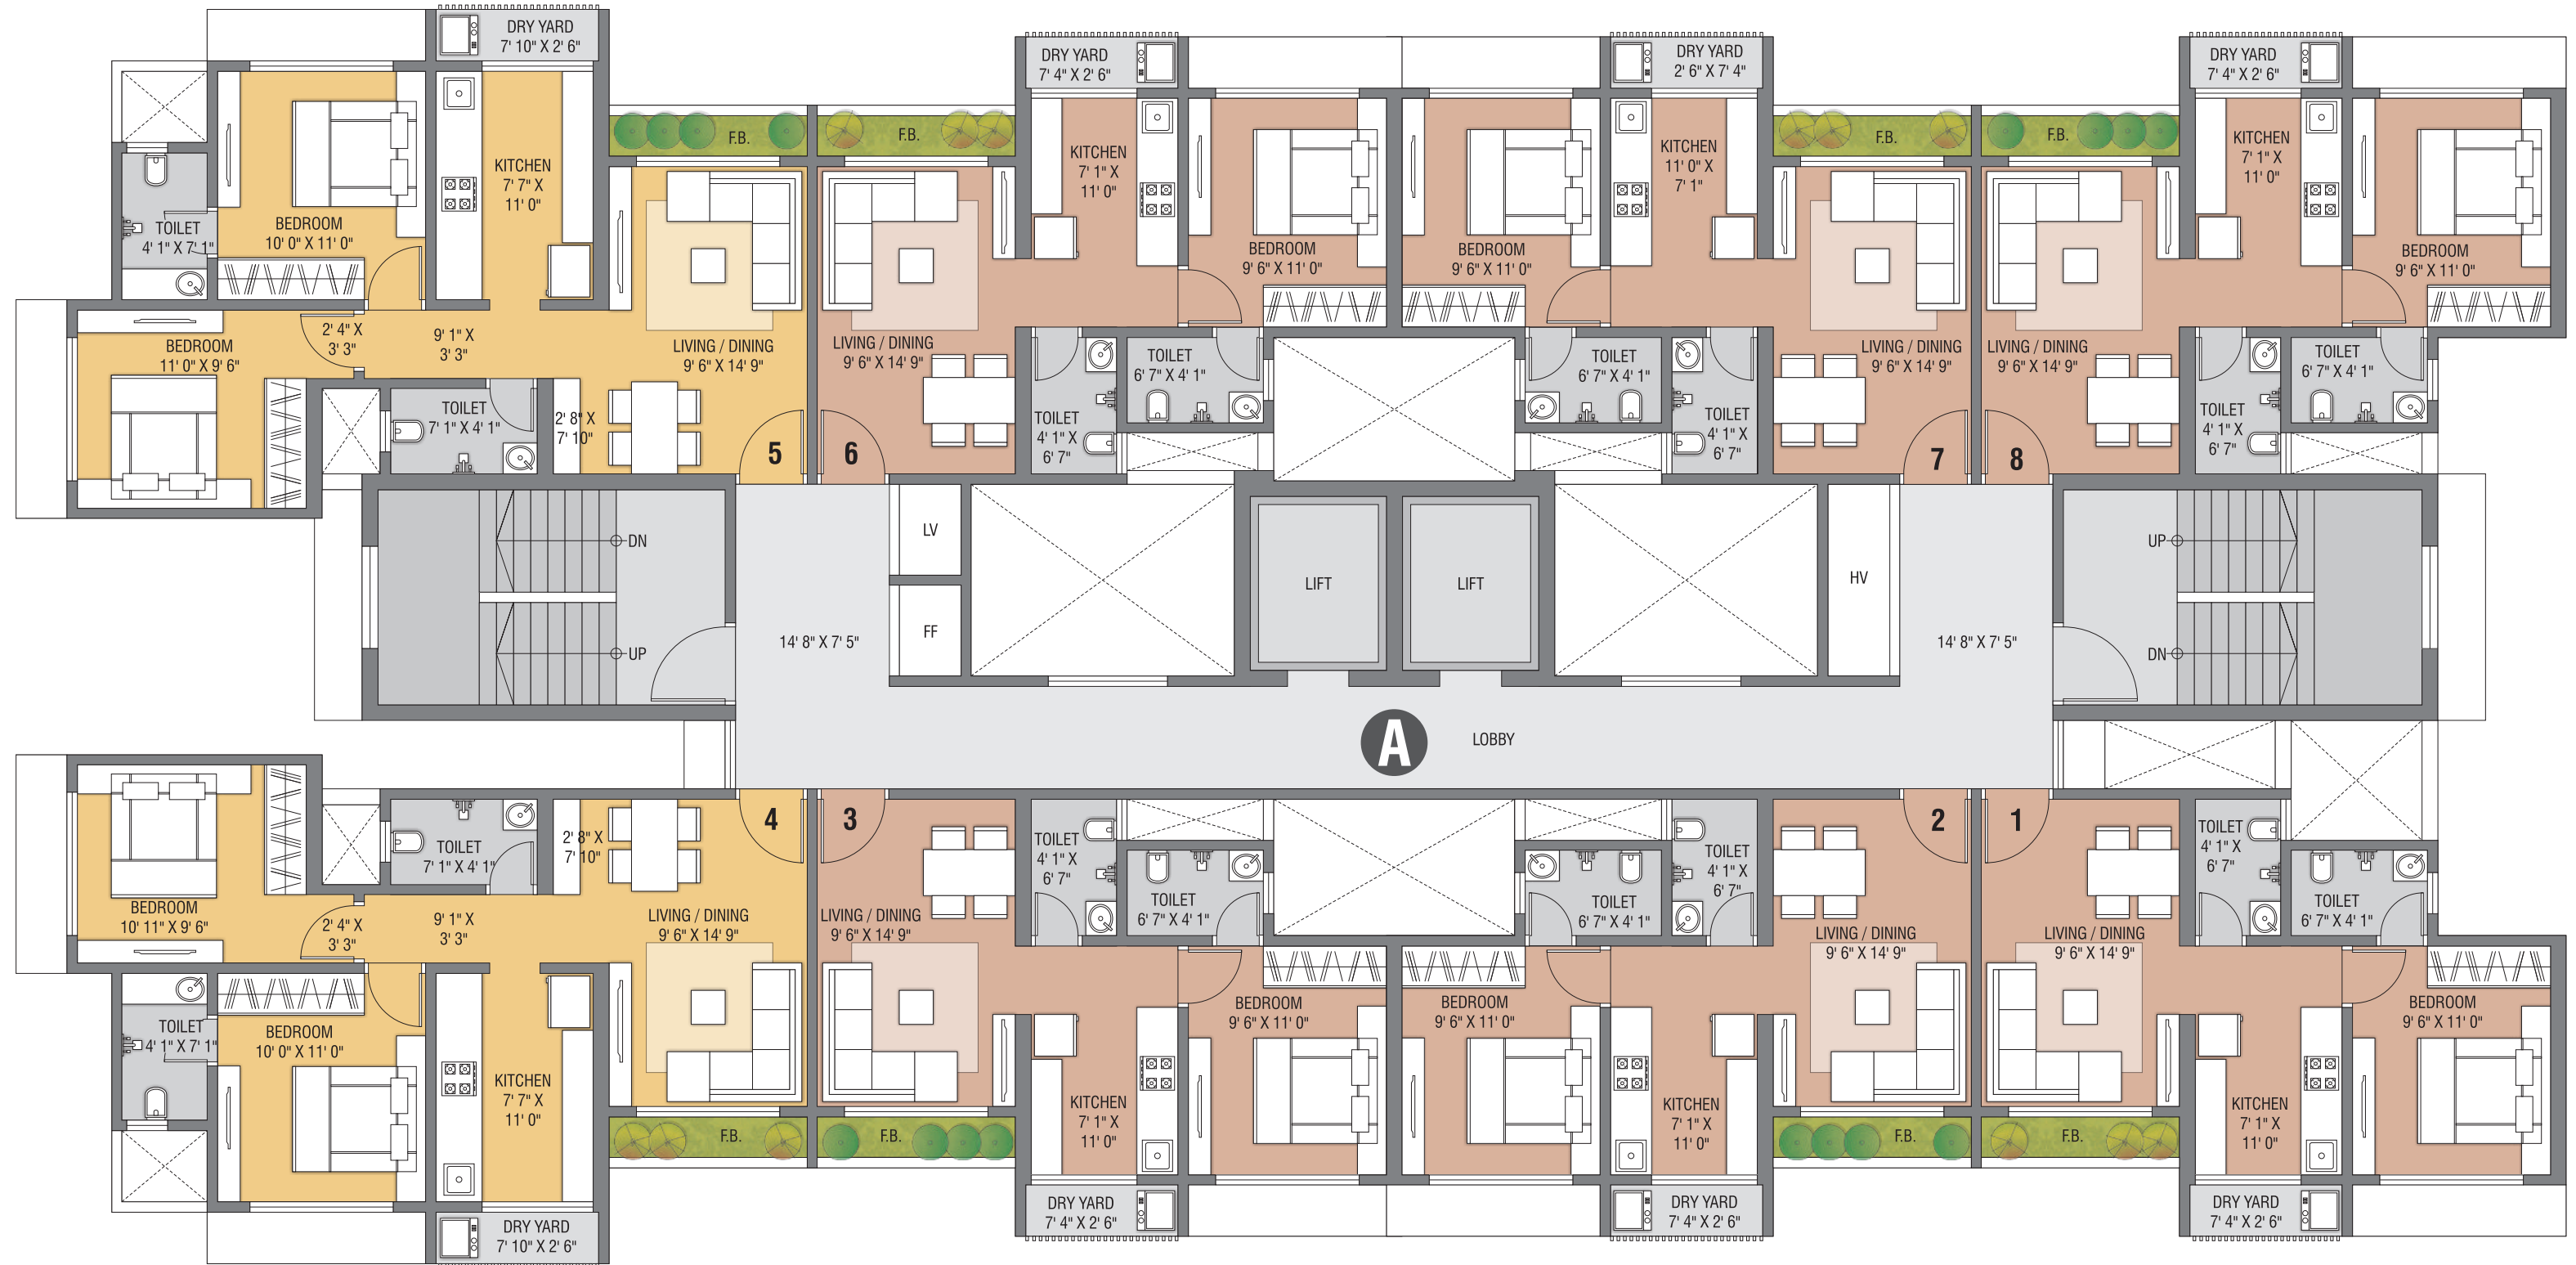 DRY YARD
7' 10" X 2' 6"
KITCHEN
7' 7" X
11' 0"
BEDROOM
10' 0" X 11' 0"
TOILET
4' 1" X 7' 1"
BEDROOM
11' 0" X 9' 6"
2' 4" X
3' 3"
9' 1" X
3' 3"
TOILET
7' 1" X 4' 1"
2' 8" X
7' 10"
F.B.
LIVING / DINING
9' 6" X 14' 9"
5
F.B.
LIVING / DINING
9' 6" X 14' 9"
6
DRY YARD
7' 4" X 2' 6"
KITCHEN
7' 1" X
11' 0"
BEDROOM
9' 6" X 11' 0"
TOILET
4' 1" X
6' 7"
TOILET
6' 7" X 4' 1"
BEDROOM
9' 6" X 11' 0"
DRY YARD
2' 6" X 7' 4"
KITCHEN
11' 0" X
7' 1"
TOILET
6' 7" X 4' 1"
TOILET
4' 1" X
6' 7"
F.B.
LIVING / DINING
9' 6" X 14' 9"
7
F.B.
LIVING / DINING
9' 6" X 14' 9"
8
DRY YARD
7' 4" X 2' 6"
KITCHEN
7' 1" X
11' 0"
BEDROOM
9' 6" X 11' 0"
TOILET
4' 1" X
6' 7"
TOILET
6' 7" X 4' 1"
DN
UP
14' 8" X 7' 5"
LV
FF
LIFT
LIFT
HV
14' 8" X 7' 5"
UP
DN
A
LOBBY
BEDROOM
10' 11" X 9' 6"
2' 4" X
3' 3"
9' 1" X
3' 3"
TOILET
7' 1" X 4' 1"
2' 8" X
7' 10"
4
LIVING / DINING
9' 6" X 14' 9"
TOILET
4' 1" X 7' 1"
BEDROOM
10' 0" X 11' 0"
KITCHEN
7' 7" X
11' 0"
F.B.
DRY YARD
7' 10" X 2' 6"
3
LIVING / DINING
9' 6" X 14' 9"
F.B.
TOILET
4' 1" X
6' 7"
TOILET
6' 7" X 4' 1"
BEDROOM
9' 6" X 11' 0"
KITCHEN
7' 1" X
11' 0"
DRY YARD
7' 4" X 2' 6"
TOILET
6' 7" X 4' 1"
TOILET
4' 1" X
6' 7"
BEDROOM
9' 6" X 11' 0"
KITCHEN
7' 1" X
11' 0"
DRY YARD
7' 4" X 2' 6"
2
LIVING / DINING
9' 6" X 14' 9"
F.B.
1
LIVING / DINING
9' 6" X 14' 9"
F.B.
TOILET
4' 1" X
6' 7"
TOILET
6' 7" X 4' 1"
BEDROOM
9' 6" X 11' 0"
KITCHEN
7' 1" X
11' 0"
DRY YARD
7' 4" X 2' 6"